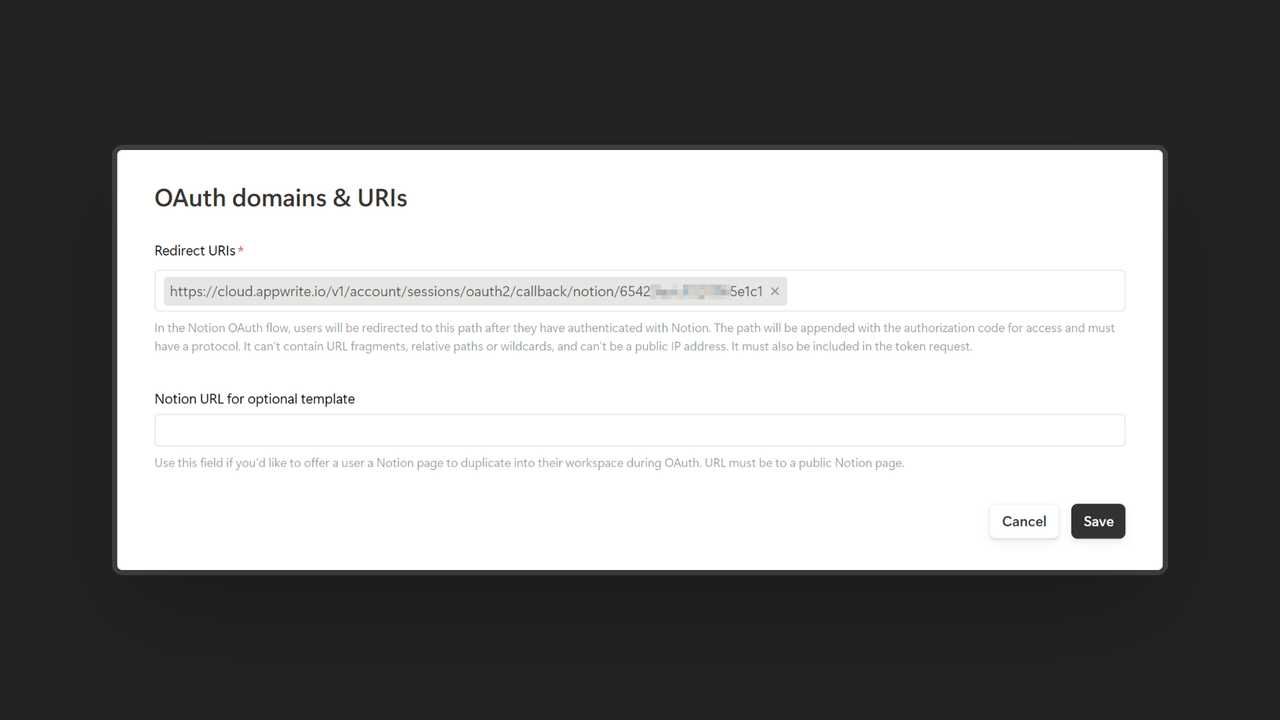 OAuth domains & URIs
Redirect URIs*
https://cloud.appwrite.io/v1/account/sessions/oauth2/callback/notion/6542 5e1c1 ×
In the Notion OAuth flow, users will be redirected to this path after they have authenticated with Notion. The path will be appended with the authorization code for access and must
have a protocol. It can't contain URL fragments, relative paths or wildcards, and can't be a public IP address. It must also be included in the token request.
Notion URL for optional template
Use this field if you'd like to offer a user a Notion page to duplicate into their workspace during OAuth. URL must be to a public Notion page.
Cancel Save